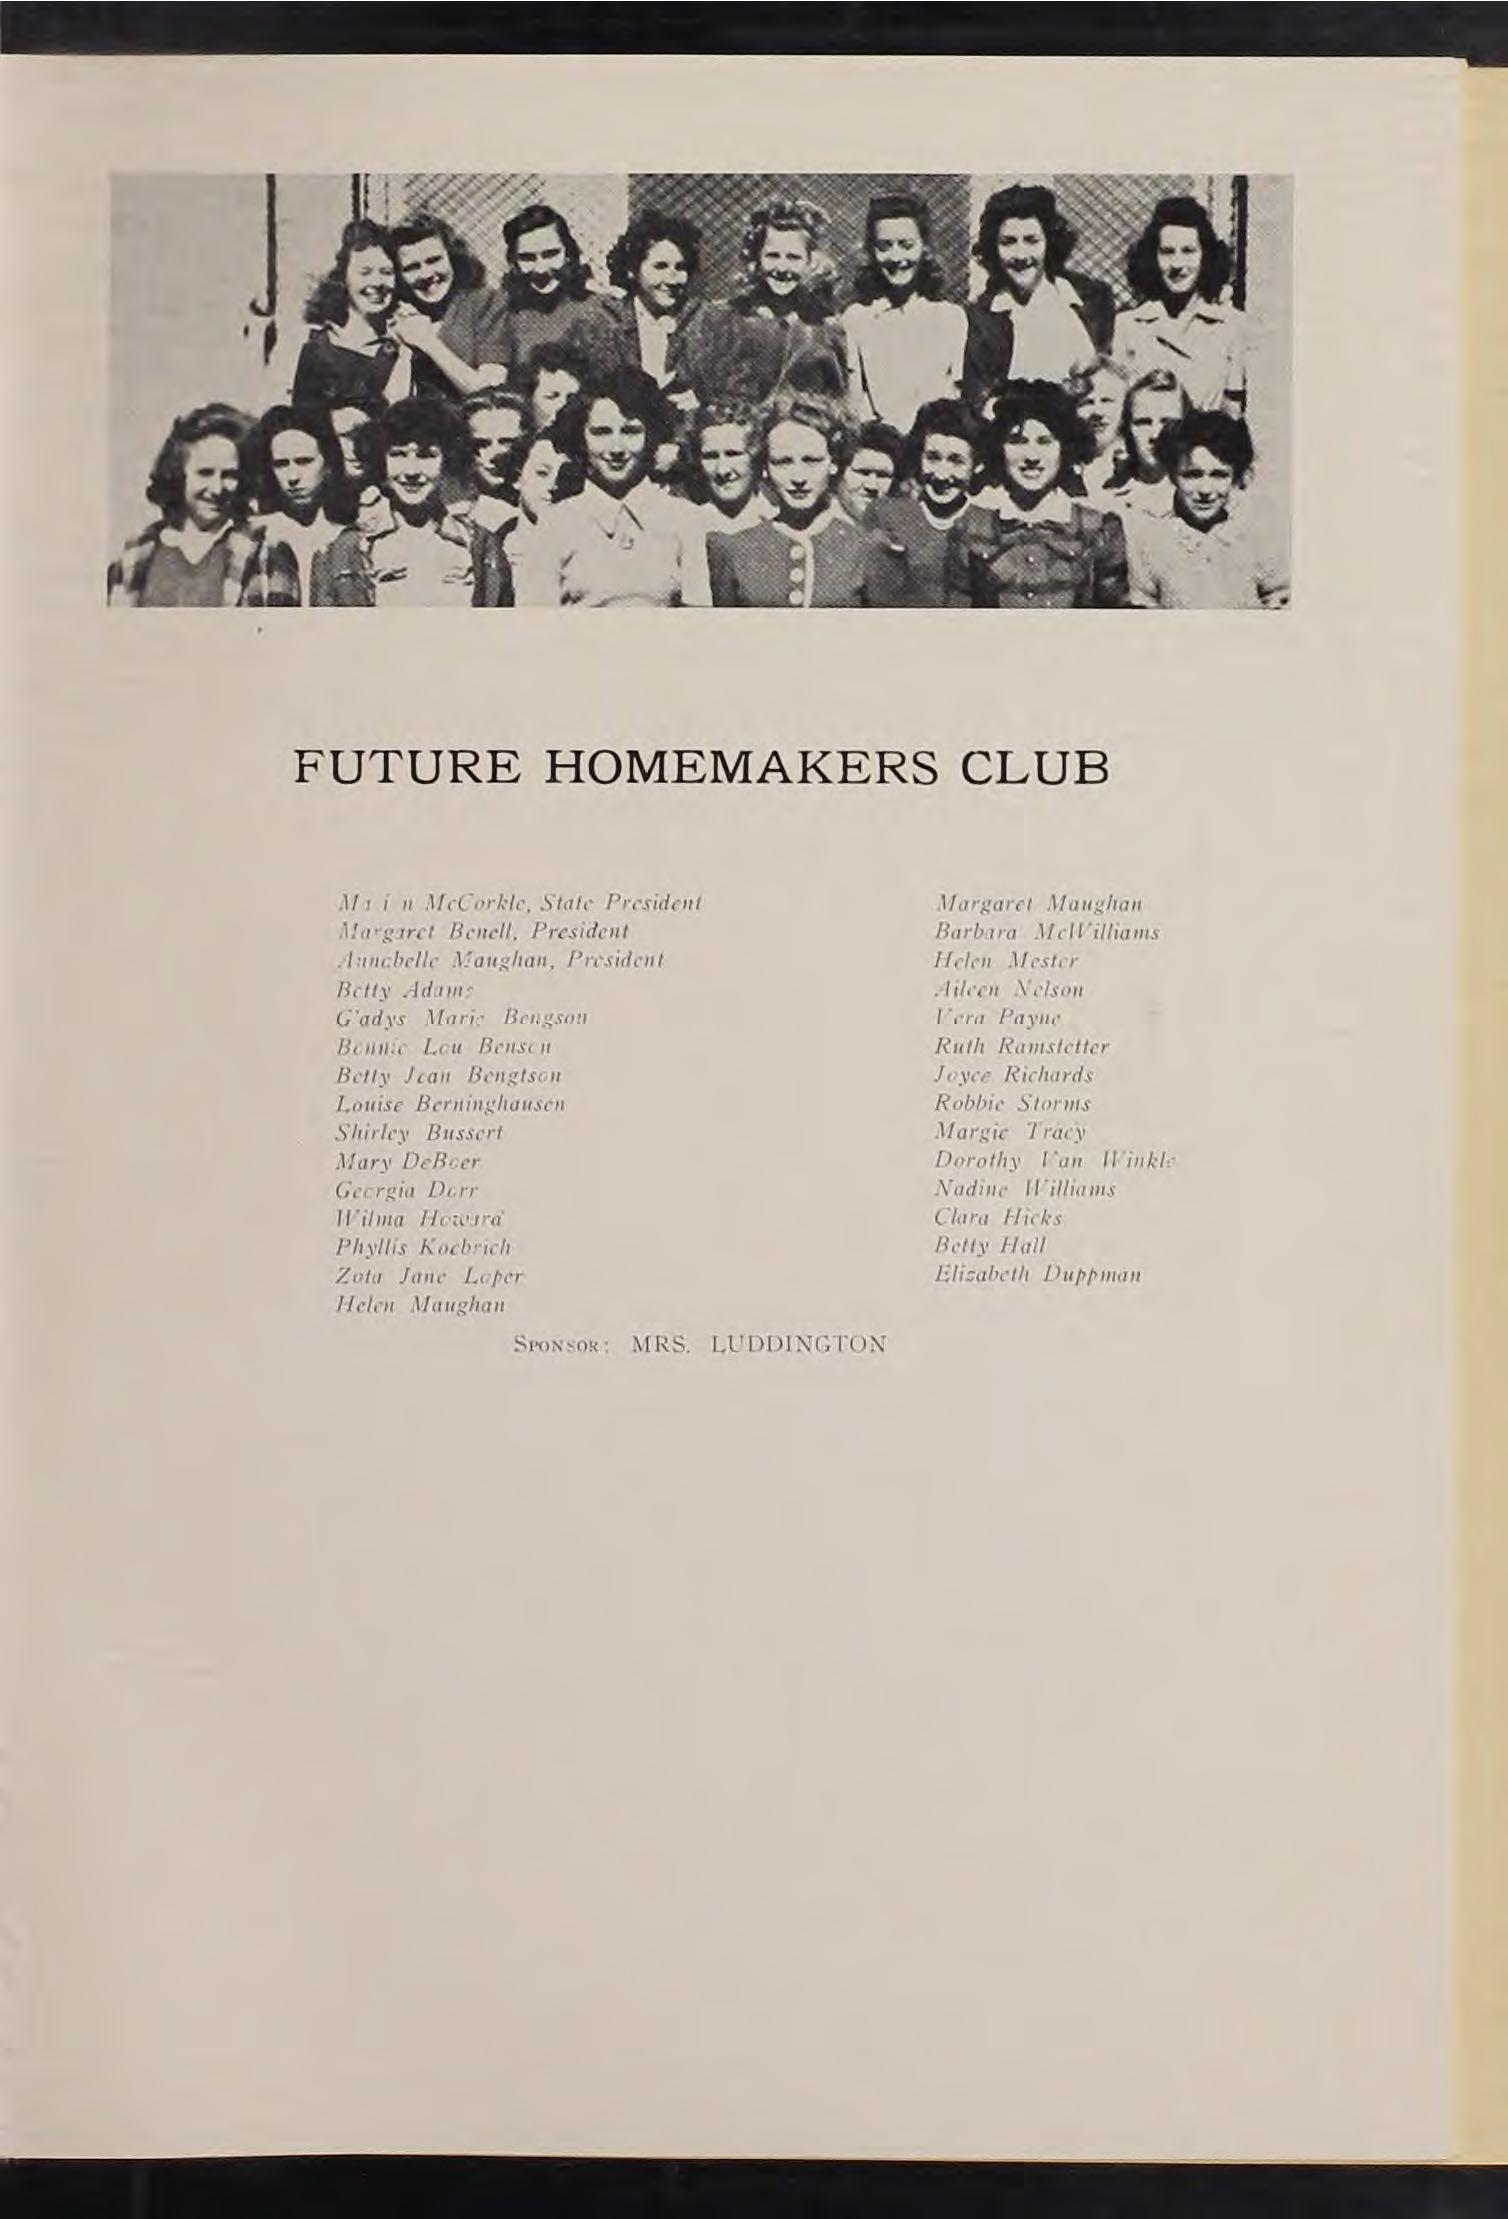 FUTURE HOMEMAKERS CLUB
McCorkle, State President
Margaret Benell, President
Annabelle Maughan, President
Betty Adams
Gladys Marie Bengson
Bonnie Lou Benson
Betty Jean Bengtson
Louise Berninghausen
Shirley Bussert
Mary DeBoer
Georgia Dorr
Wilma Howard
Phyllis Koebrich
Zota Jane Loper
Helen Maughan
Margaret Maughan
Barbara McWilliams
Helen Mester
Aileen Nelson
Vera Payne
Ruth Ramstetter
Joyce Richards
Robbie Storms
Margie Tracy
Dorothy Van Winkle
Nadine Williams
Clara Hicks
Betty Hall
Elizabeth Duppman
Sponsor: MRS. LUDDINGTON